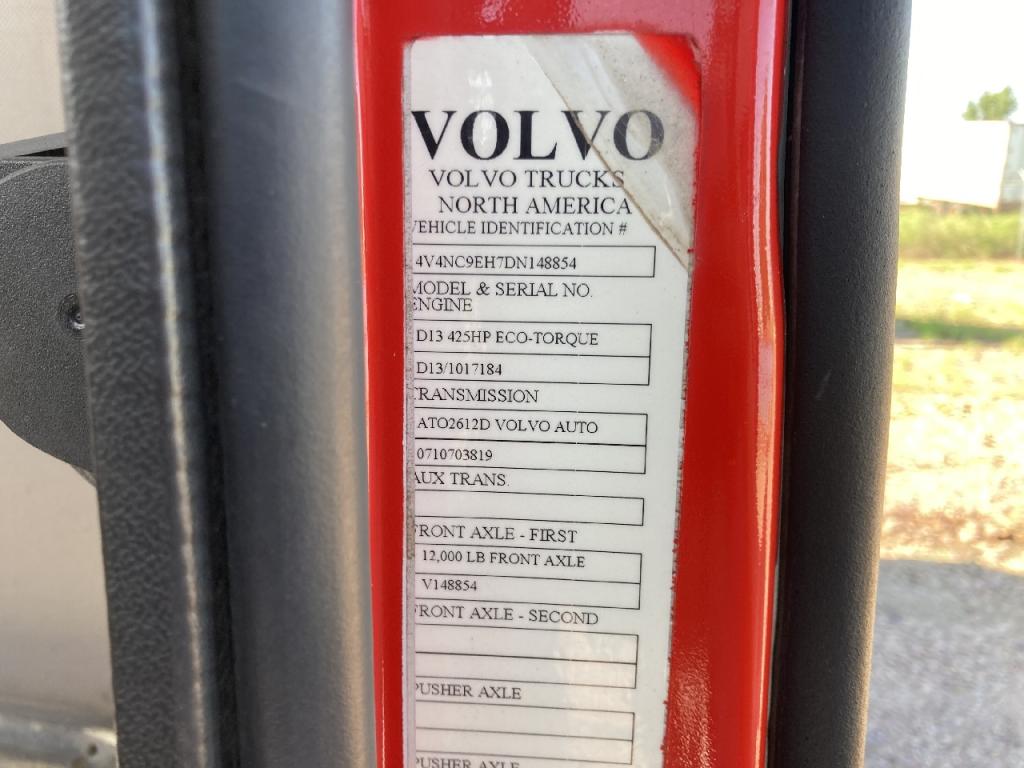 VOLVO
VOLVO TRUCKS
NORTH AMERICA
VEHICLE IDENTIFICATION #
4V4NC9EH7DN148854
MODEL & SERIAL NO.
ENGINE
D13 425HP ECO-TORQUE
D13/1017184
TRANSMISSION
ATO2612D VOLVO AUTO
0710703819
AUX TRANS.
FRONT AXLE - FIRST
12,000 LB FRONT AXLE
V148854
FRONT AXLE - SECOND
PUSHER AXLE
PUSHER AXLE